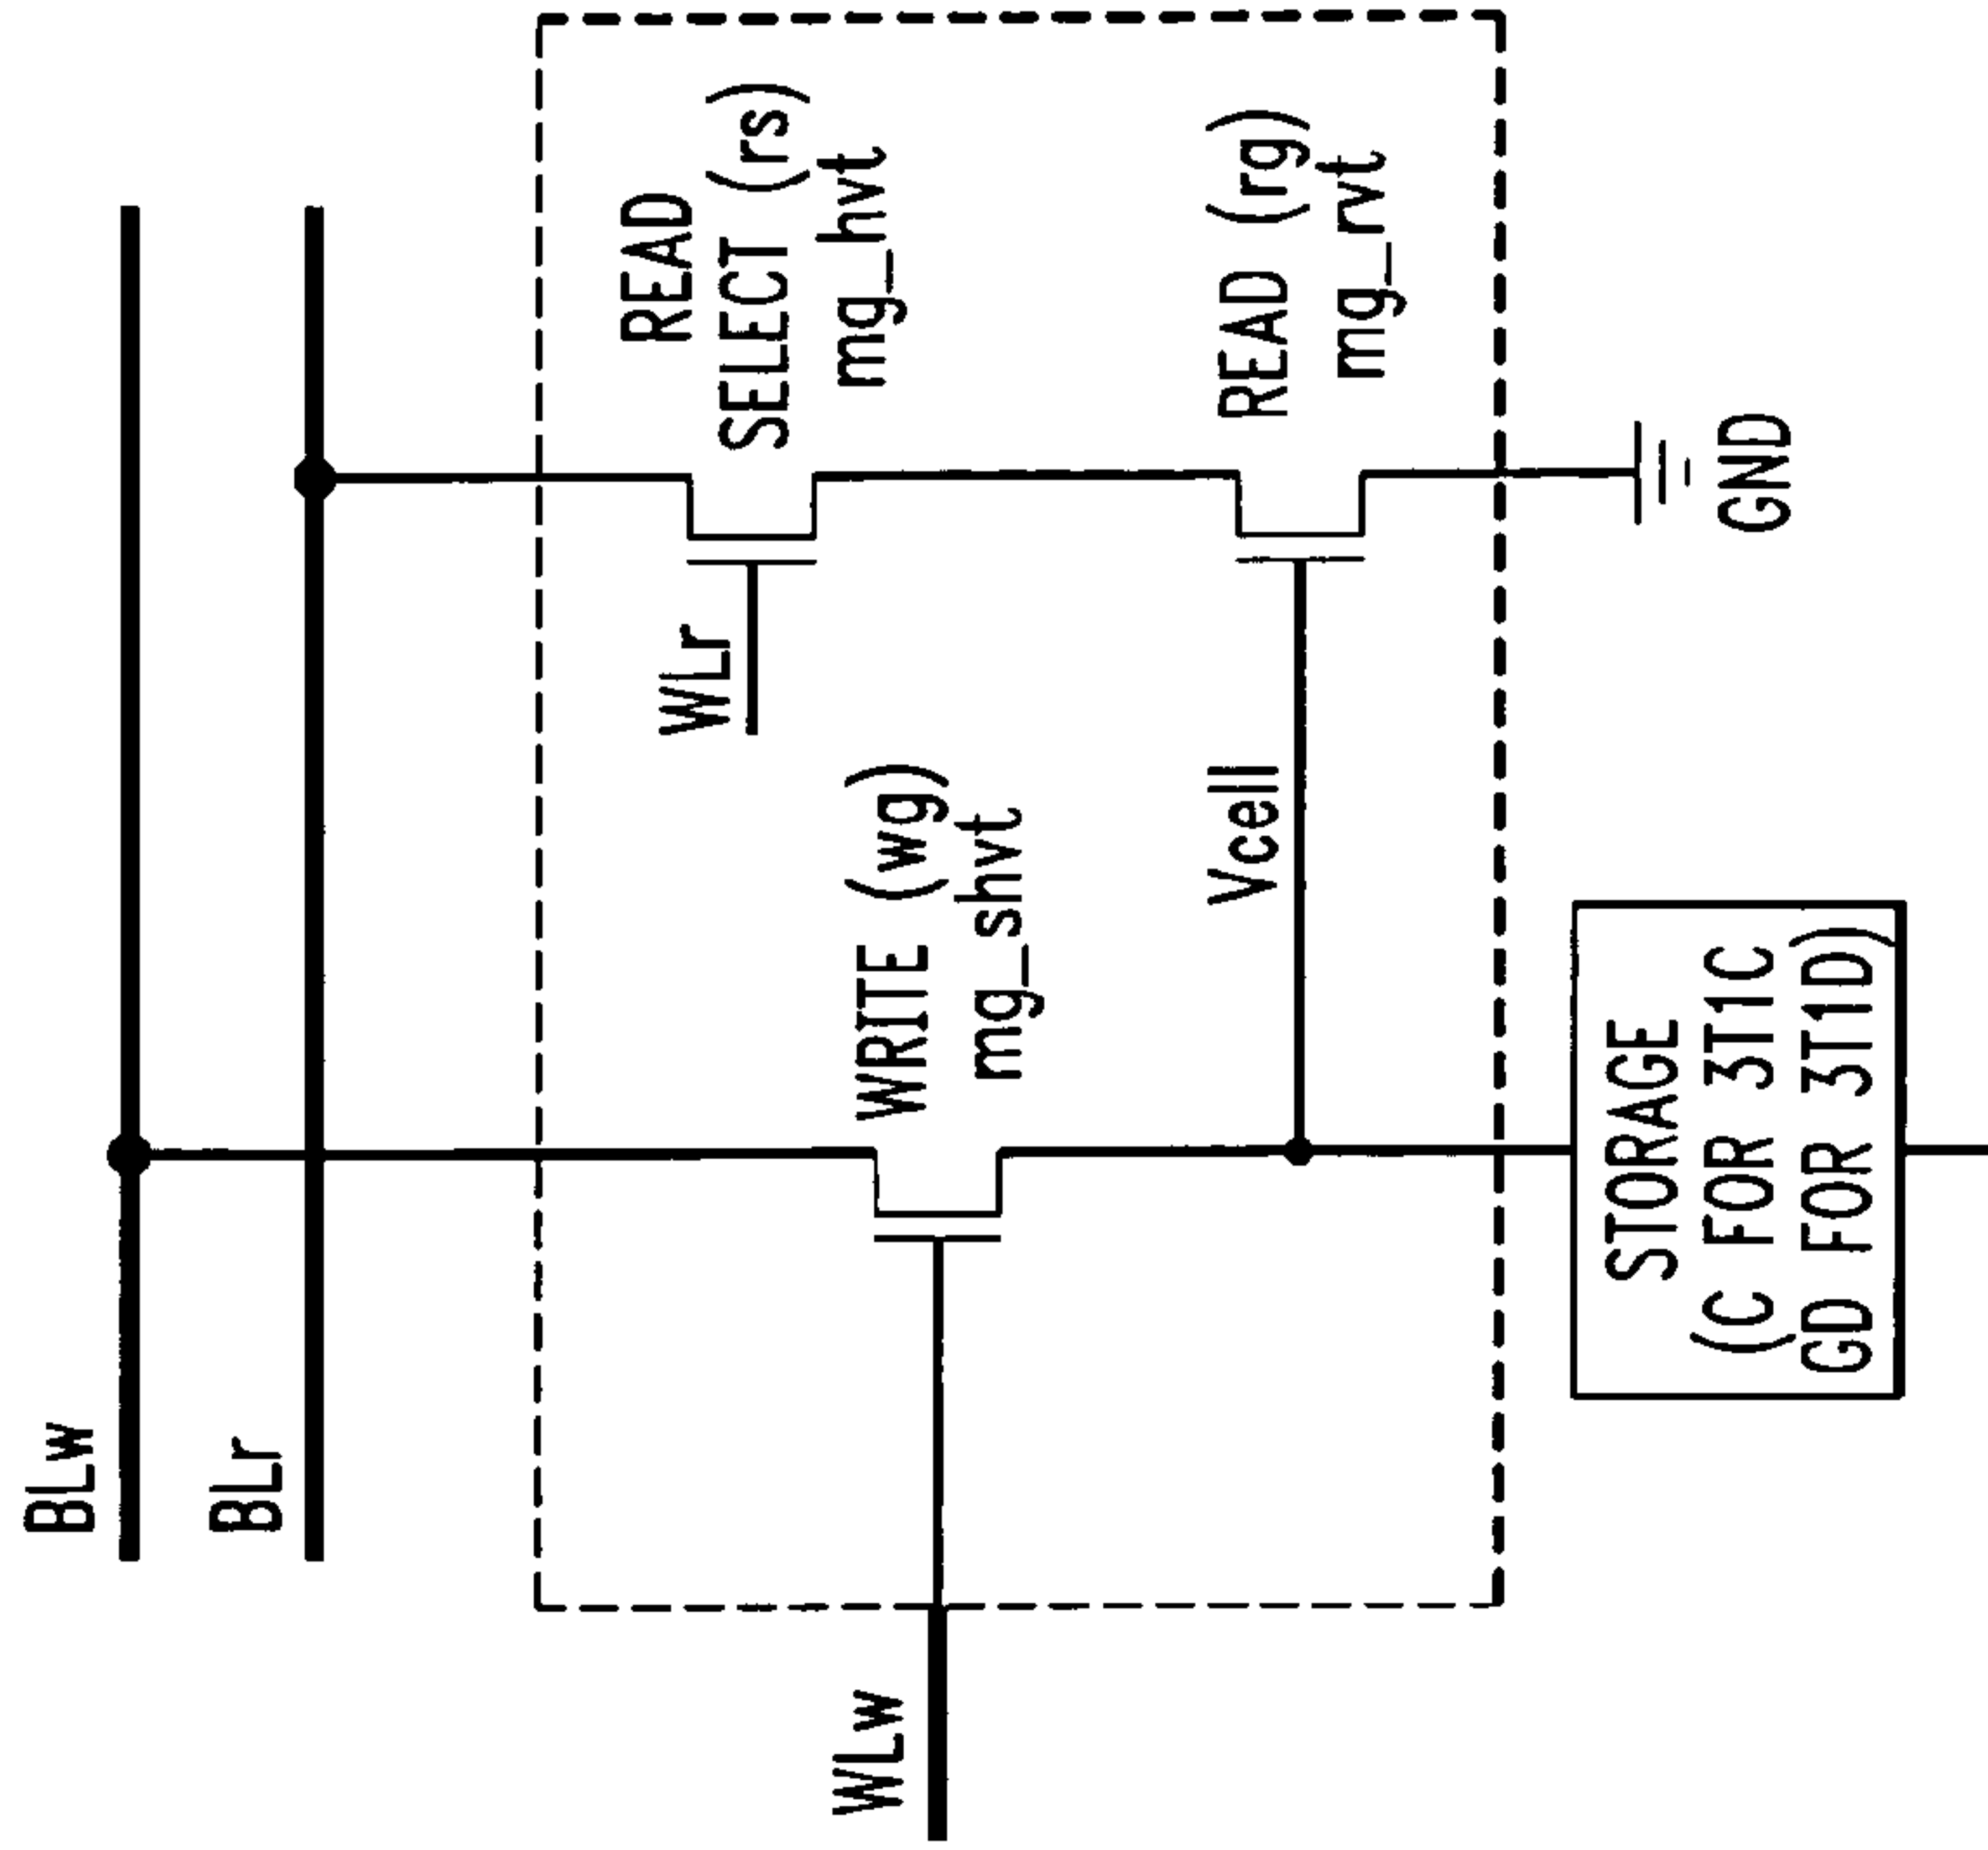 BLw
BLr
READ
SELECT (rs)
mg_hvt
WLr
WRITE (wg)
mg_shvt
READ (rg)
mg_rvt
Vcell
WLw
GND
STORAGE
(C FOR 3T1C
GD FOR 3T1D)